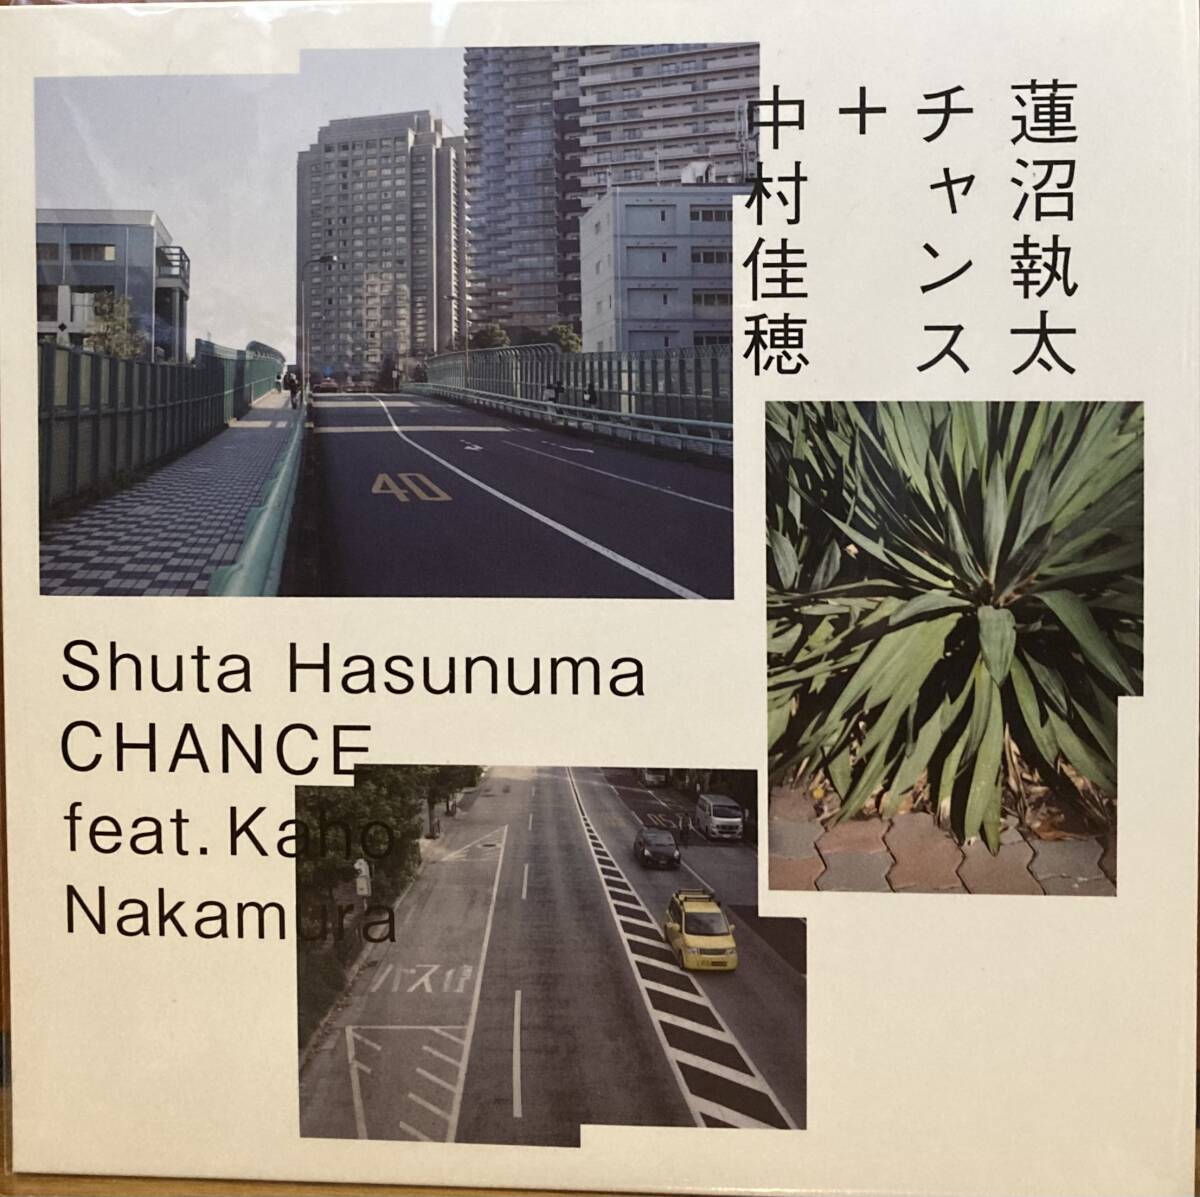 蓮沼執太
チャンス
+
中村佳穂
40
Shuta Hasunuma
CHANCE
feat. Kaho
Nakamura
バス停